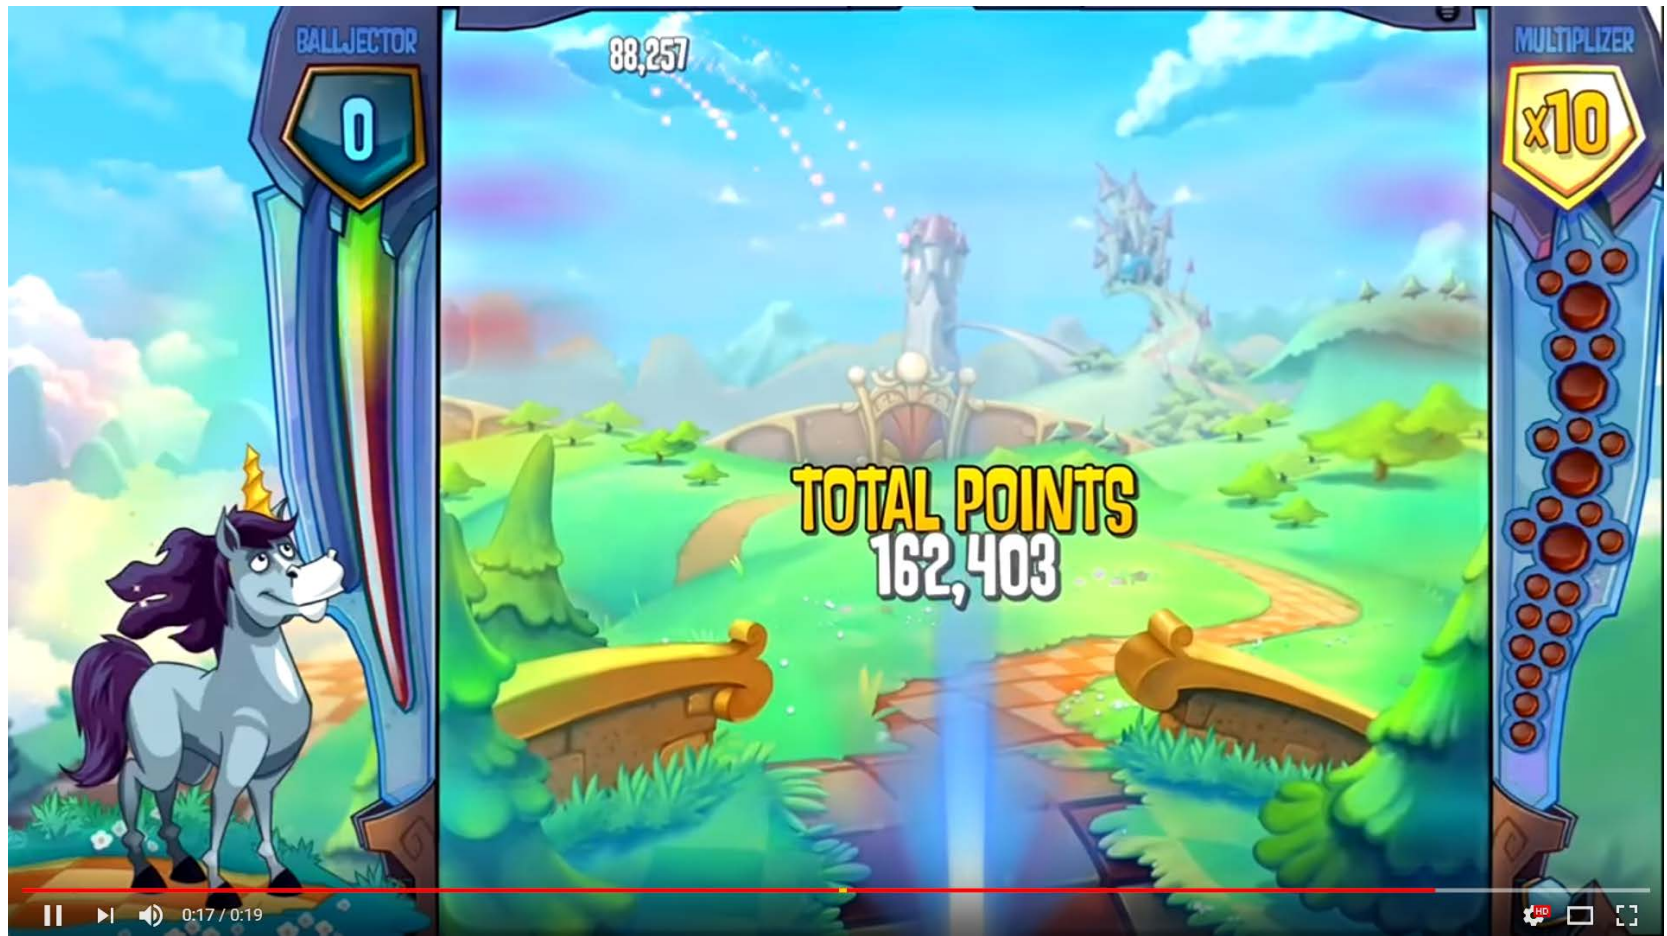 BALLJECTOR
0
88,257
MULTIPLIZER
x10
TOTAL POINTS
162,403
0:17 / 0:19
HD